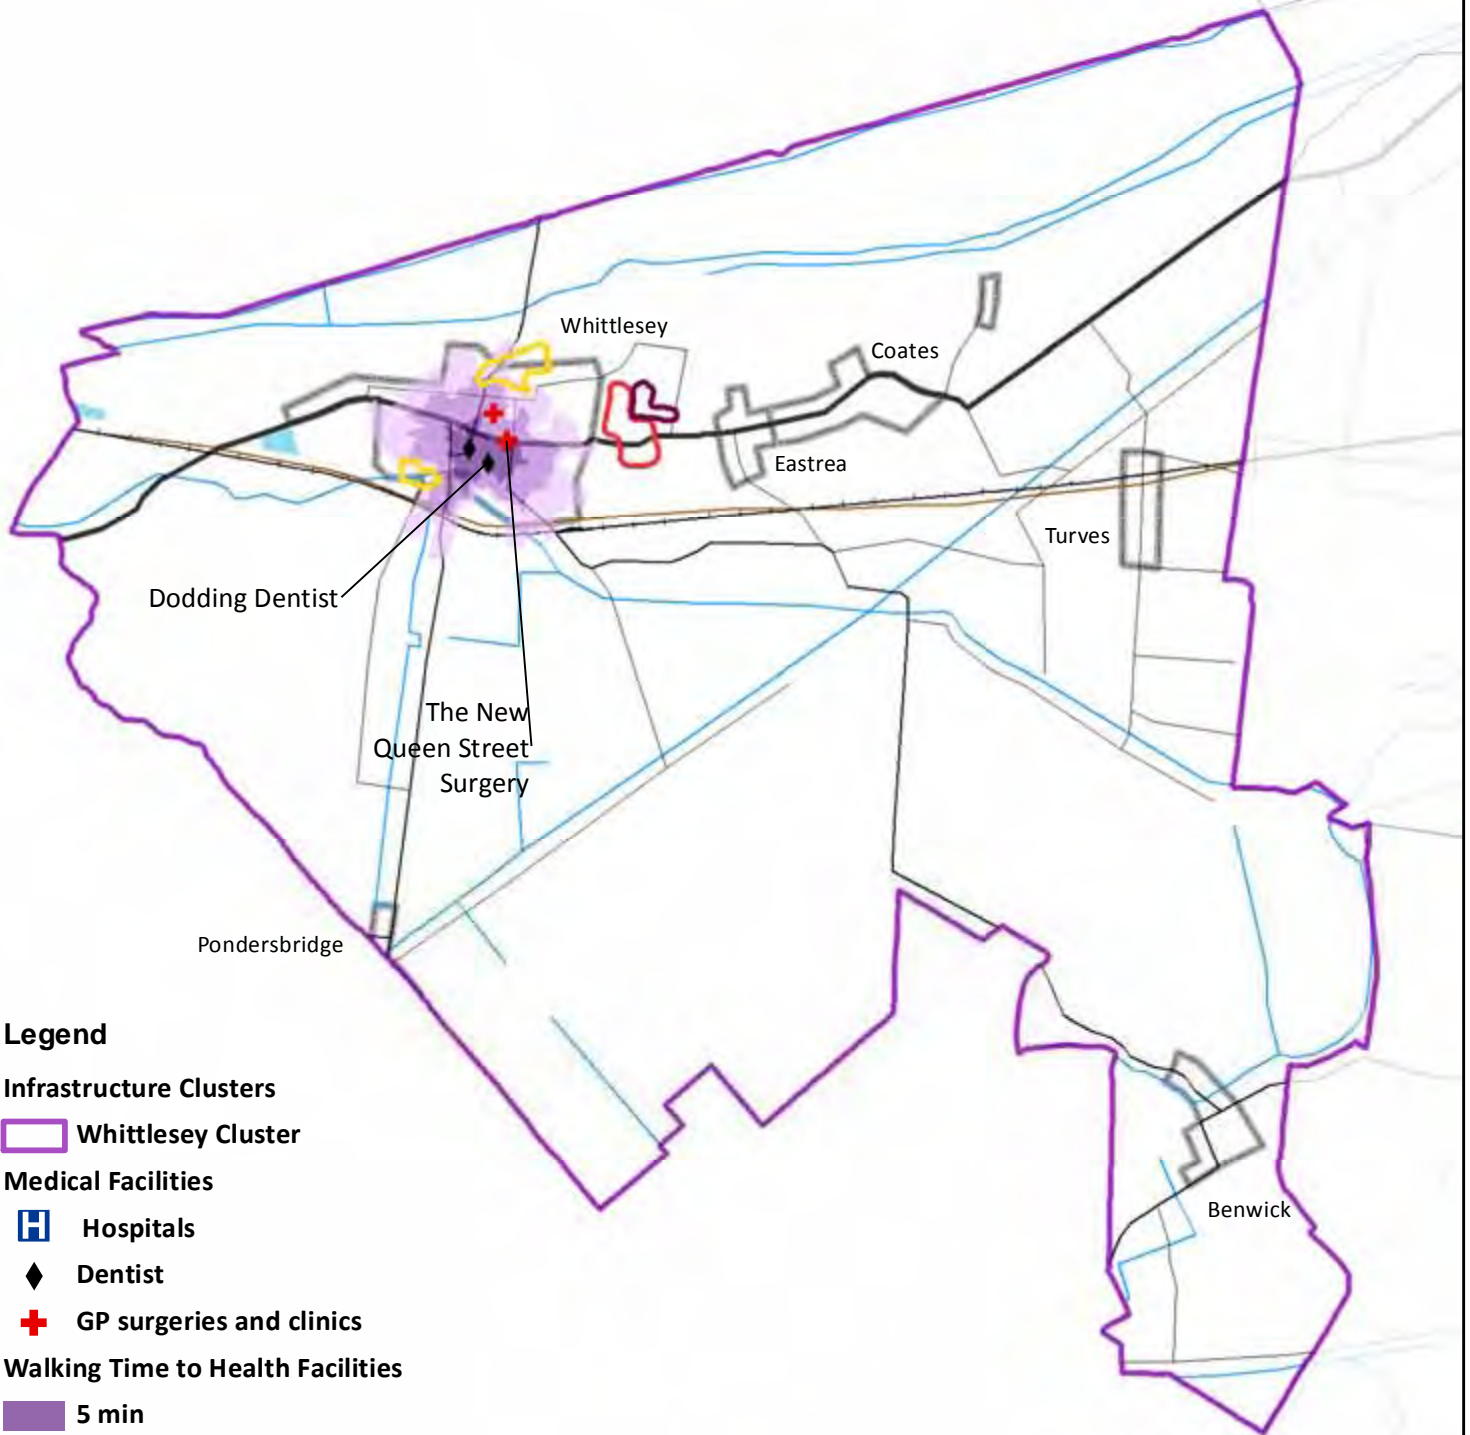 Whittlesey
Coates
Eastrea
Turves
Dodding Dentist
The New
Queen Street
Surgery
Pondersbridge
Benwick
Legend
Infrastructure Clusters
Whittlesey Cluster
Medical Facilities
H Hospitals
Dentist
GP surgeries and clinics
Walking Time to Health Facilities
5 min